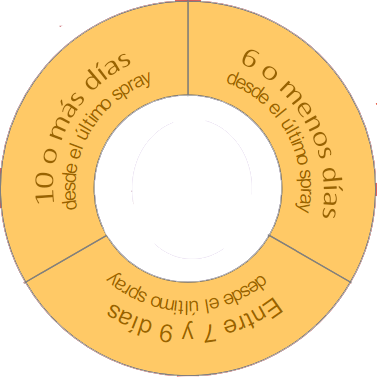 6 o menos días
desde el último spray
Entre 7 y 9 días
desde el último spray
10 o más días
desde el último spray